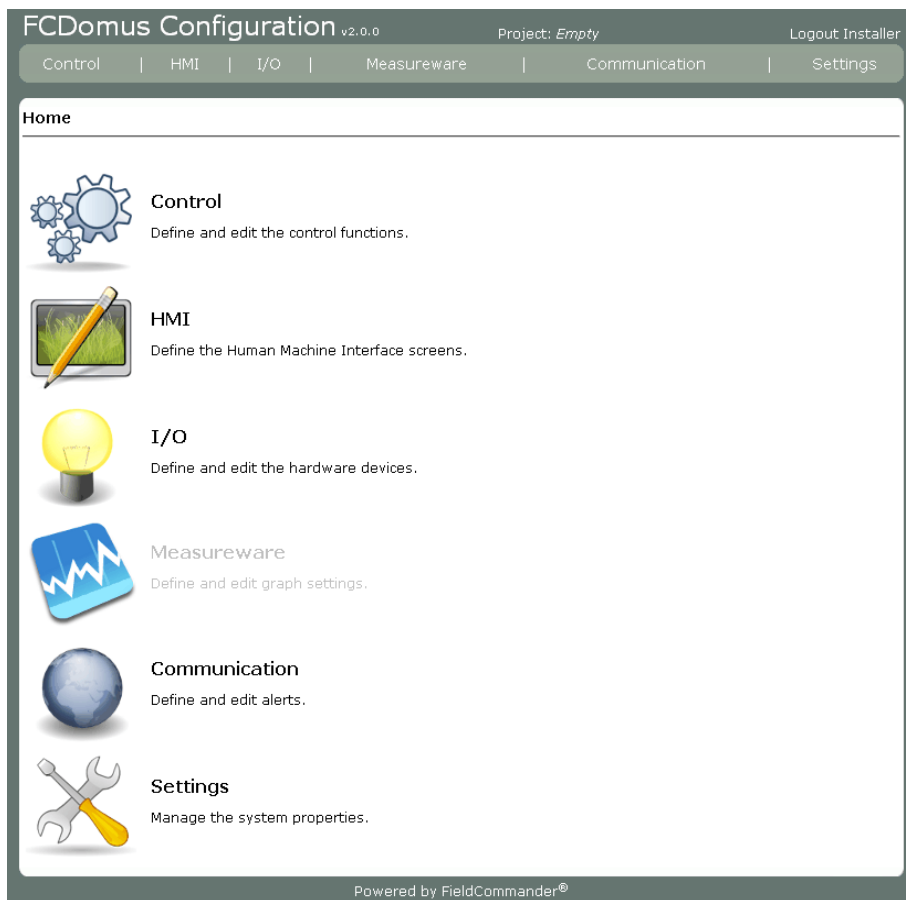 FCDomus Configuration v2.0.0 Project: Empty Logout Installer
Control | HMI | I/O | Measureware | Communication | Settings
Home
Control
Define and edit the control functions.
HMI
Define the Human Machine Interface screens.
I/O
Define and edit the hardware devices.
Measureware
Define and edit graph settings.
Communication
Define and edit alerts.
Settings
Manage the system properties.
Powered by FieldCommander®